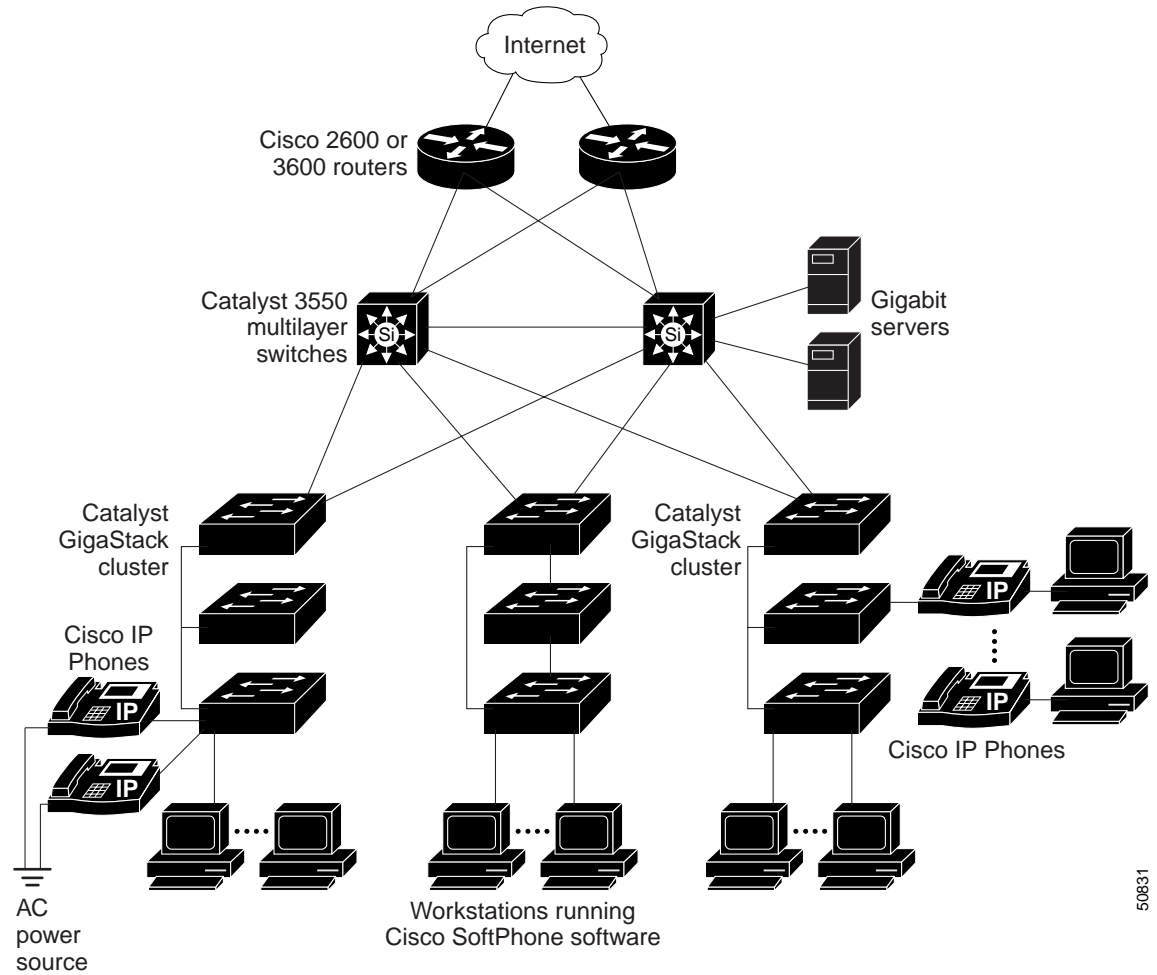 Internet
Cisco 2600 or
3600 routers
Catalyst 3550
multilayer
switches
Si
Si
Gigabit
servers
Catalyst
GigaStack
cluster
Catalyst
GigaStack
cluster
IP
Cisco IP
Phones
IP
IP
IP
Cisco IP Phones
IP
AC
power
source
Workstations running
Cisco SoftPhone software
50831